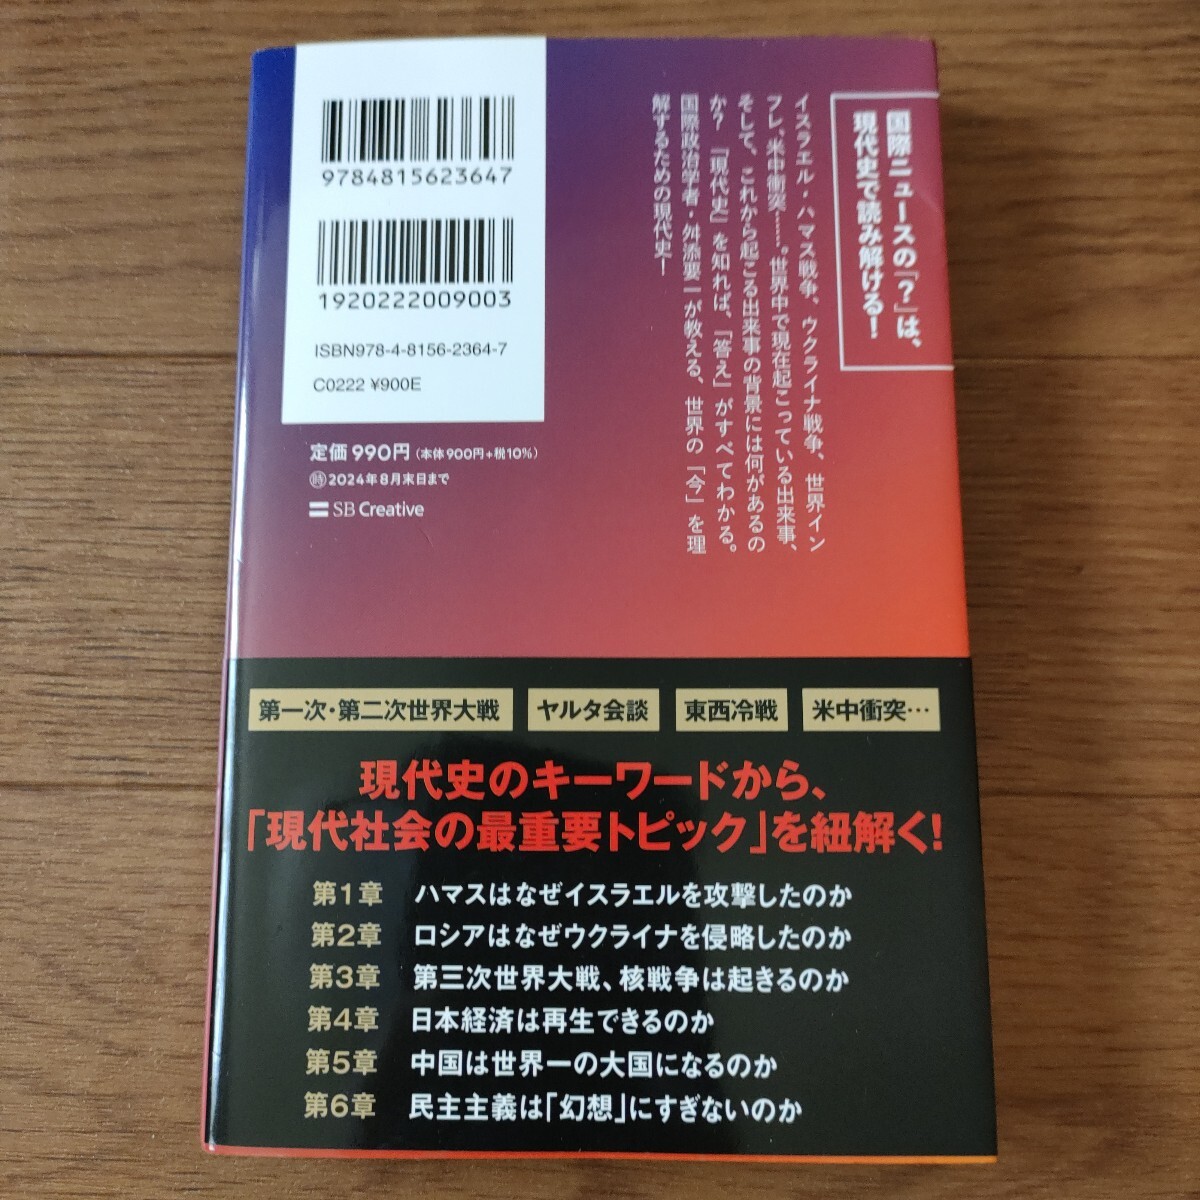 国際ニュースの「？」は、
現代史で読み解ける！
イスラエル・ハマス戦争、ウクライナ戦争、世界イン
フレ、米中衝突……。世界中で現在起こっている出来事、
そして、これから起こる出来事の背景には何があるの
か？　『現代史』を知れば、「答え」がすべてわかる。
国際政治学者・舛添要一が教える、世界の「今」を理
解するための現代史！
9784815623647
1920222009003
ISBN978-4-8156-2364-7
C0222 ¥900E
定価 990円（本体900円+税10%）
時 2024年8月末日まで
SB Creative
第一次・第二次世界大戦
ヤルタ会談
東西冷戦
米中衝突…
現代史のキーワードから、
「現代社会の最重要トピック」を紐解く！
第1章 ハマスはなぜイスラエルを攻撃したのか
第2章 ロシアはなぜウクライナを侵略したのか
第3章 第三次世界大戦、核戦争は起きるのか
第4章 日本経済は再生できるのか
第5章 中国は世界一の大国になるのか
第6章 民主主義は「幻想」にすぎないのか